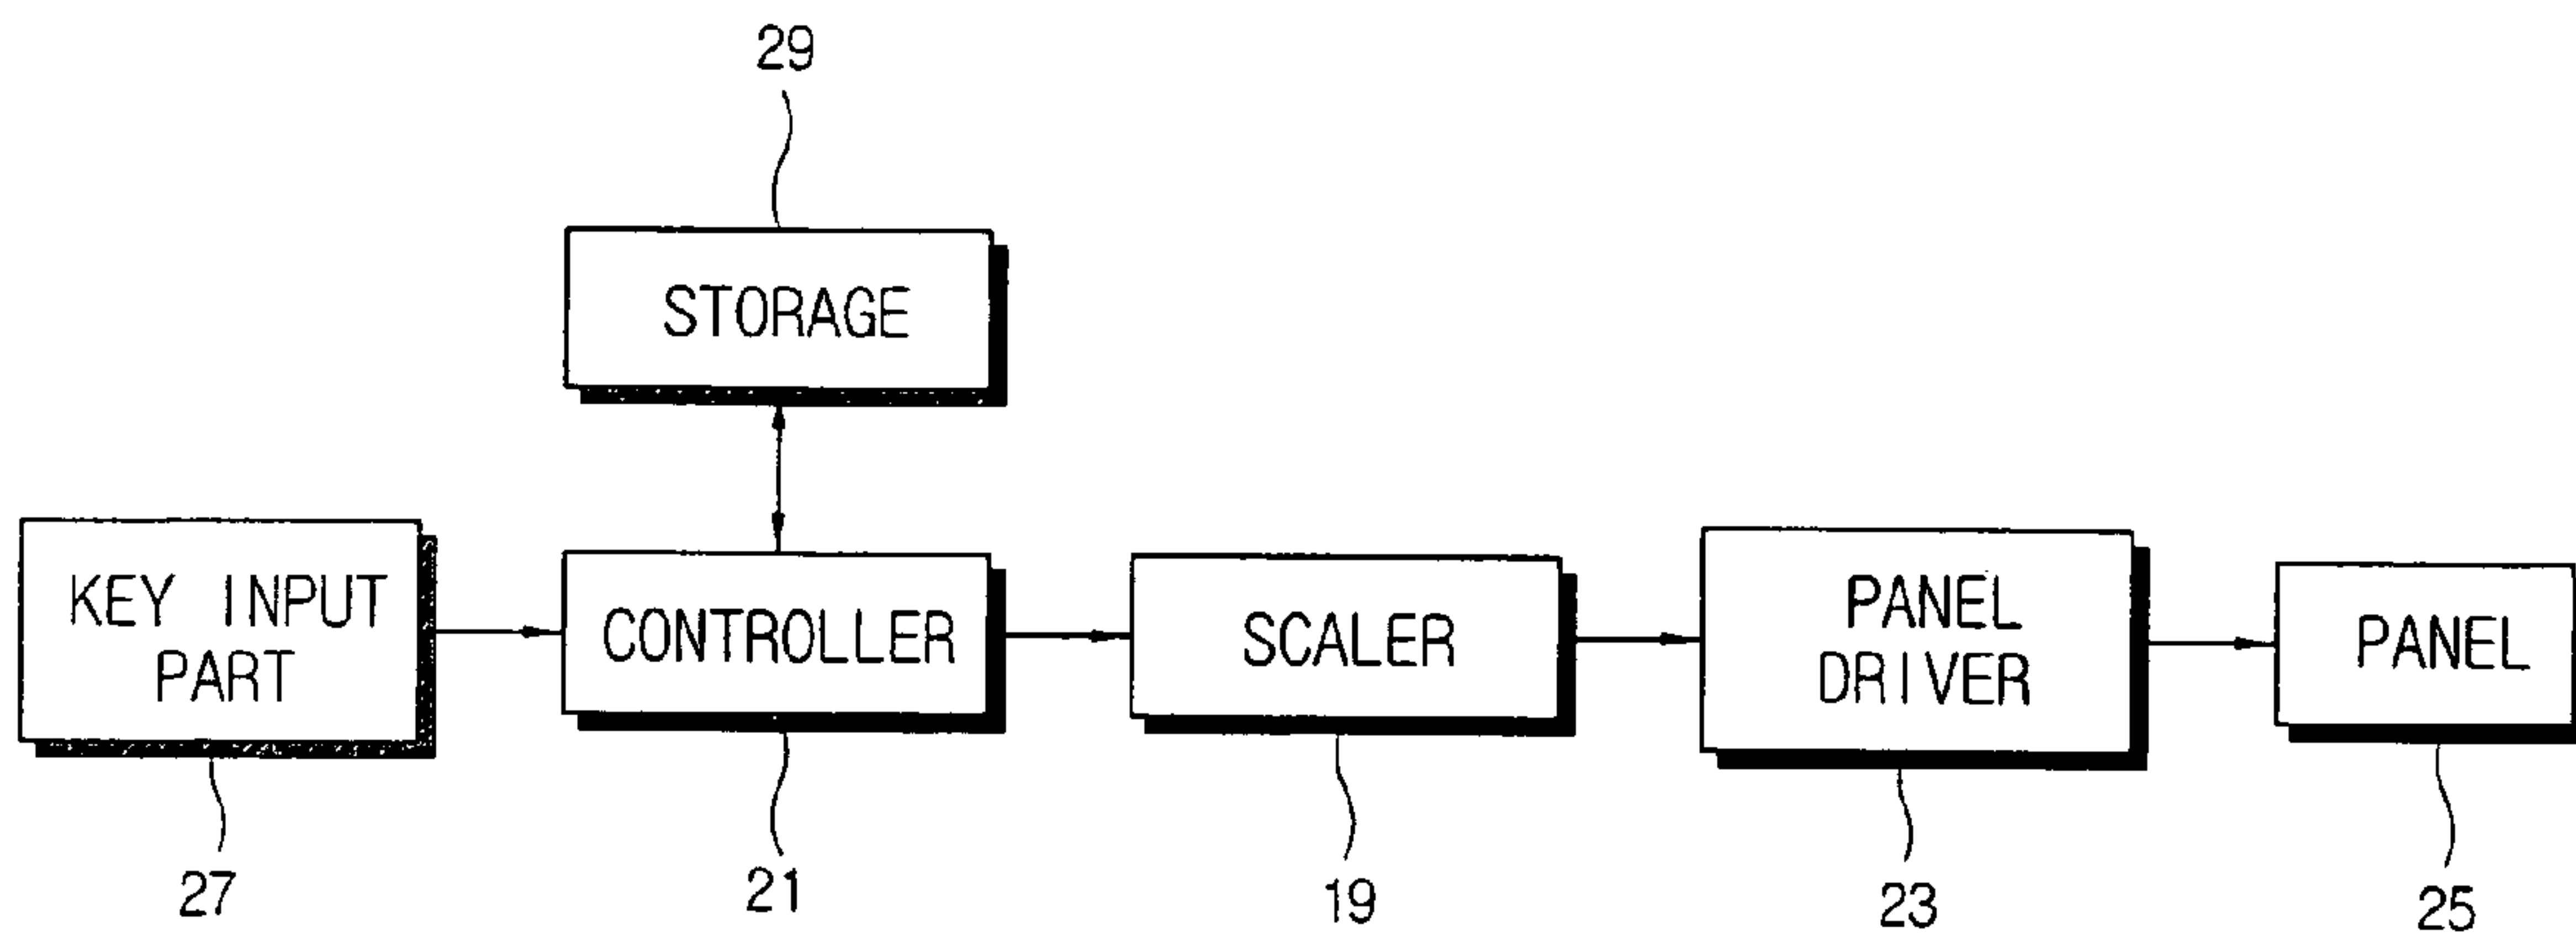 29
STORAGE
KEY INPUT
PART
CONTROLLER
SCALER
PANEL
DRIVER
PANEL
27
21
19
23
25